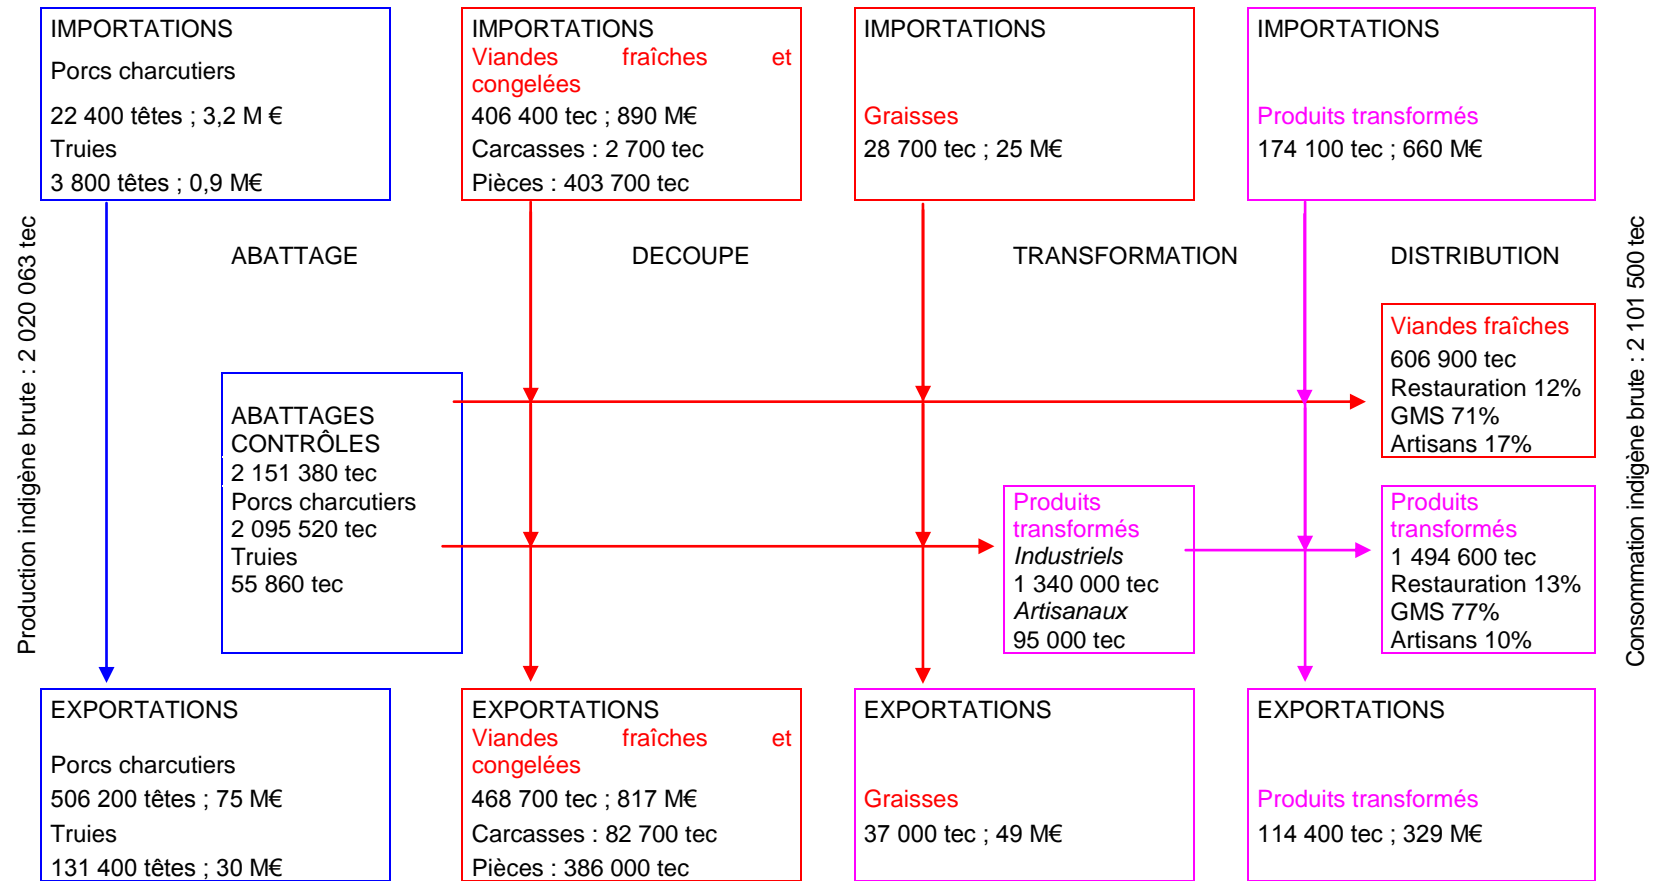 IMPORTATIONS
Porcs charcutiers
22 400 têtes ; 3,2 M €
Truies
3 800 têtes ; 0,9 M€
IMPORTATIONS
Viandes fraîches et
congelées
406 400 tec ; 890 M€
Carcasses : 2 700 tec
Pièces : 403 700 tec
IMPORTATIONS
Graisses
28 700 tec ; 25 M€
IMPORTATIONS
Produits transformés
174 100 tec ; 660 M€
Production indigène brute : 2 020 063 tec
ABATTAGE
DECOUPE
TRANSFORMATION
DISTRIBUTION
Consommation indigène brute : 2 101 500 tec
ABATTAGES
CONTRÔLES
2 151 380 tec
Porcs charcutiers
2 095 520 tec
Truies
55 860 tec
Viandes fraîches
606 900 tec
Restauration 12%
GMS 71%
Artisans 17%
Produits
transformés
Industriels
1 340 000 tec
Artisanaux
95 000 tec
Produits
transformés
1 494 600 tec
Restauration 13%
GMS 77%
Artisans 10%
EXPORTATIONS
Porcs charcutiers
506 200 têtes ; 75 M€
Truies
131 400 têtes ; 30 M€
EXPORTATIONS
Viandes fraîches et
congelées
468 700 tec ; 817 M€
Carcasses : 82 700 tec
Pièces : 386 000 tec
EXPORTATIONS
Graisses
37 000 tec ; 49 M€
EXPORTATIONS
Produits transformés
114 400 tec ; 329 M€